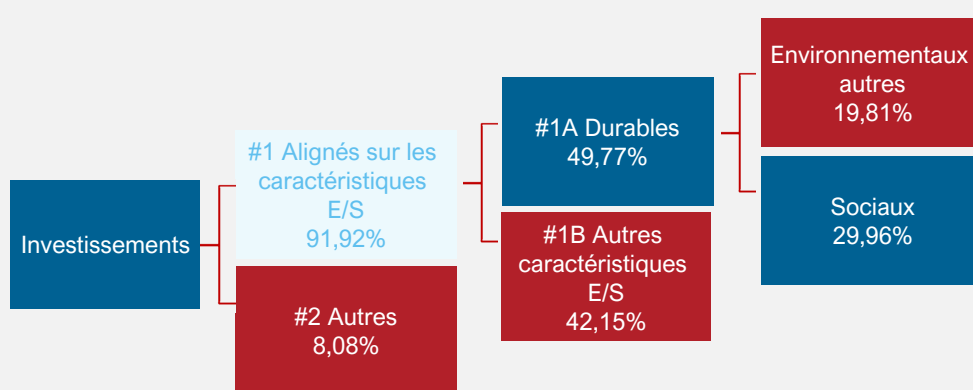 Investissements
#1 Alignés sur les
caractéristiques
E/S
91,92%
#2 Autres
8,08%
#1A Durables
49,77%
#1B Autres
caractéristiques
E/S
42,15%
Environnementaux
autres
19,81%
Sociaux
29,96%